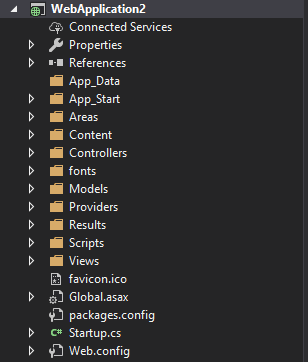 WebApplication2
Connected Services
Properties
References
App_Data
App_Start
Areas
Content
Controllers
fonts
Models
Providers
Results
Scripts
Views
favicon.ico
Global.asax
packages.config
C# Startup.cs
Web.config